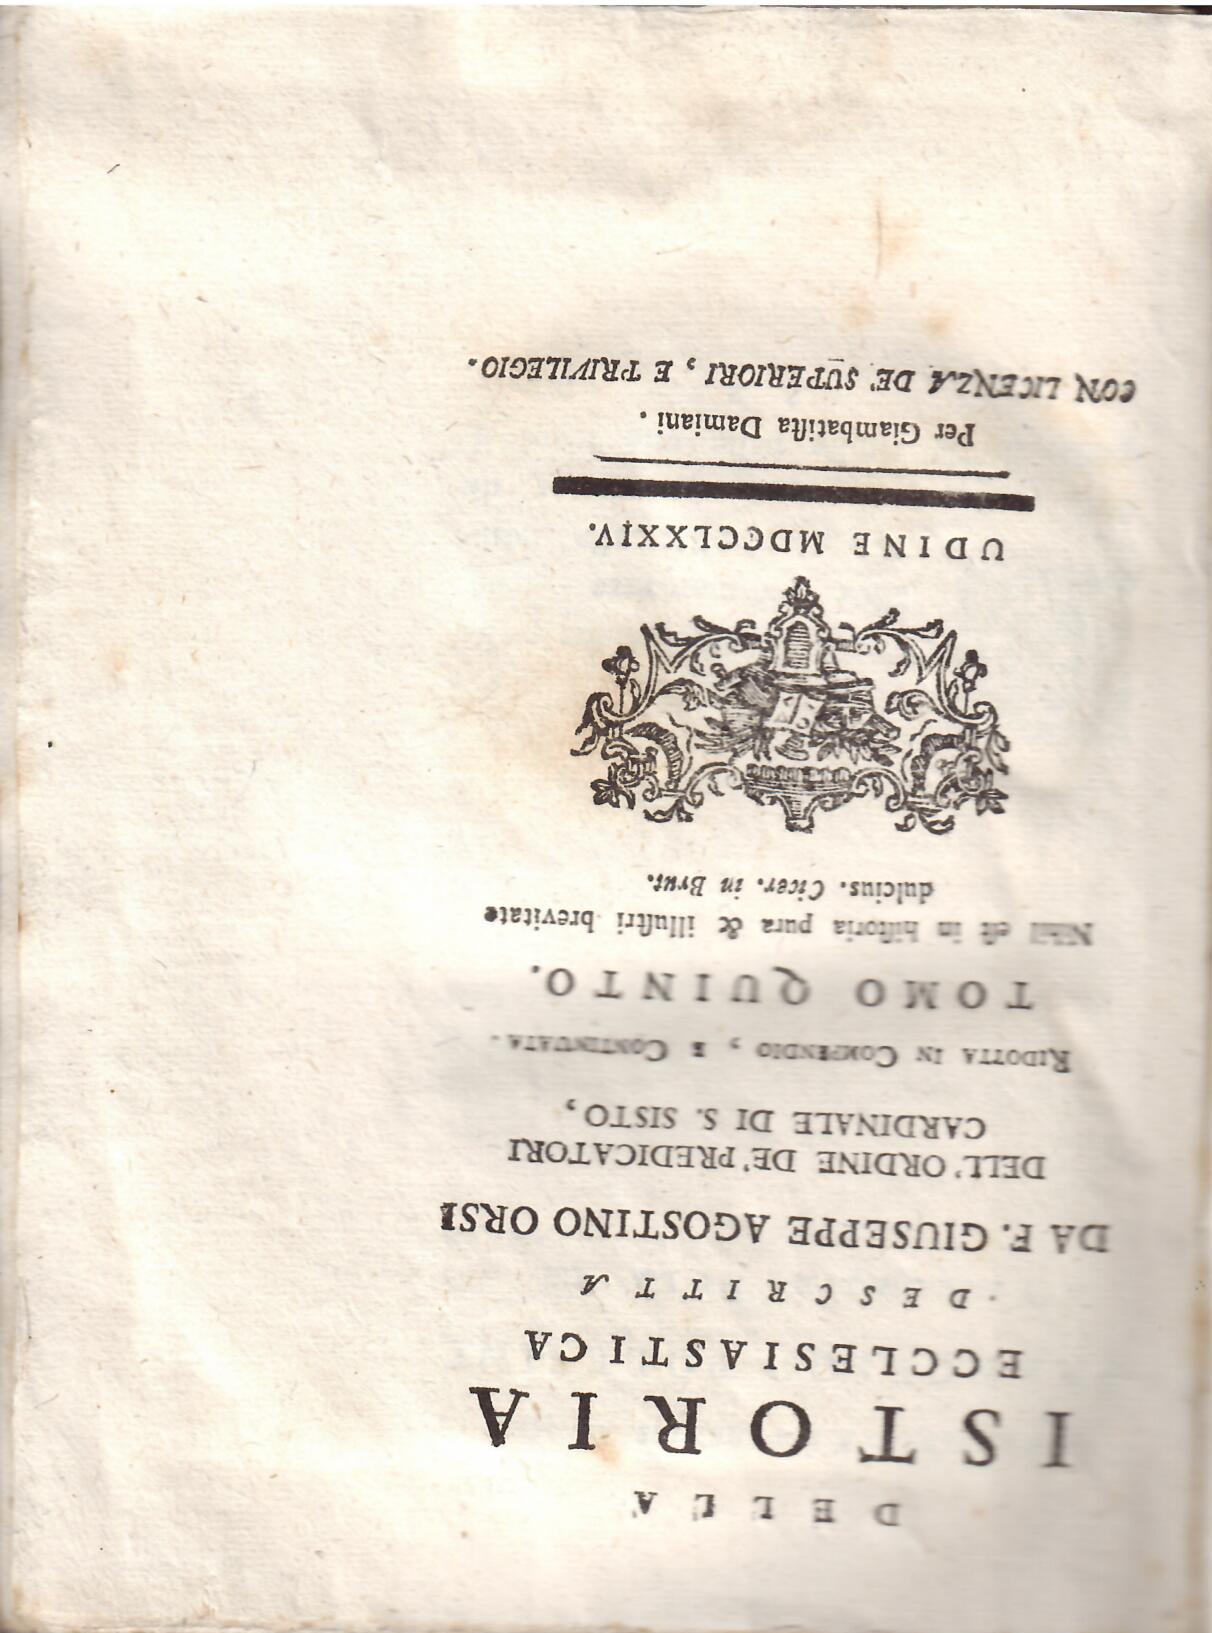 DELLA
ISTORIA
ECCLESIASTICA
DESCRITTA
DA F. GIUSEPPE AGOSTINO ORSI
DELL'ORDINE DE' PREDICATORI
CARDINALE DI S. SISTO,
RIDOTTA IN COMPENDIO, E CONTINUATA.
TOMO QUINTO.
Nihil eſt in hiſtoria pura & illuſtri brevitate
dulcius. Cicer. in Brut.
UDINE MDCCLXXIV.
Per Giambatiſta Damiani.
CON LICENZA DE' SUPERIORI, E PRIVILEGIO.